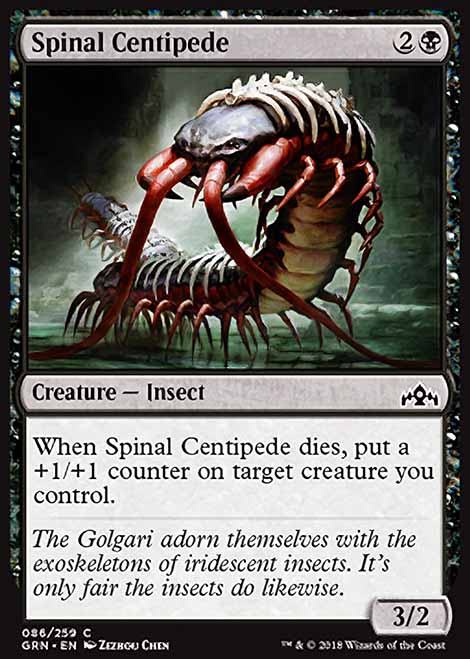 Spinal Centipede 2
Creature — Insect
When Spinal Centipede dies, put a
+1/+1 counter on target creature you
control.
The Golgari adorn themselves with the
exoskeletons of iridescent insects. It's
only fair the insects do likewise.
3/2
086/259 C
GRN • EN Zezhou Chen
™ & © 2018 Wizards of the Coast